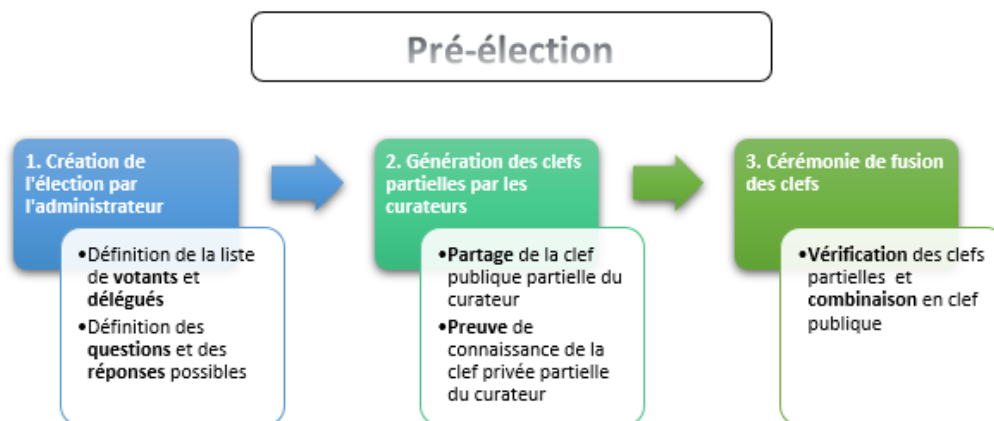 Pré-élection
1. Création de
l'élection par
l'administrateur
•Définition de la liste
de votants et
délégués
•Définition des
questions et des
réponses possibles
2. Génération des clefs
partielles par les
curateurs
•Partage de la clef
publique partielle du
curateur
•Preuve de
connaissance de la
clef privée partielle
du curateur
3. Cérémonie de fusion
des clefs
•Vérification des clefs
partielles et
combinaison en clef
publique